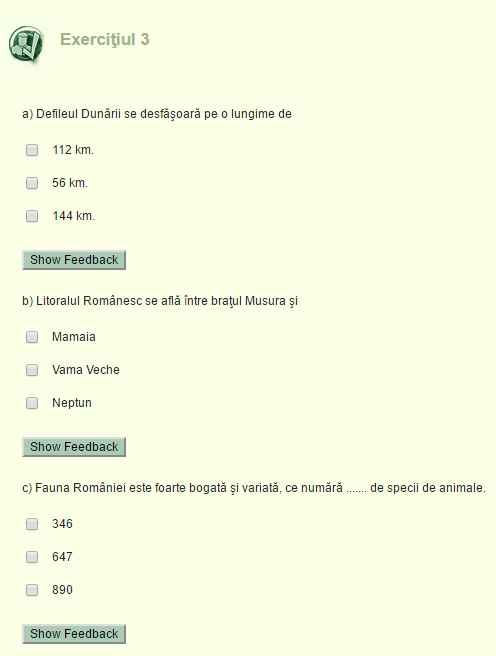 Exerciţiul 3
a) Defileul Dunării se desfăşoară pe o lungime de
112 km.
56 km.
144 km.
Show Feedback
b) Litoralul Românesc se află între braţul Musura şi
Mamaia
Vama Veche
Neptun
Show Feedback
c) Fauna României este foarte bogată şi variată, ce numără ....... de specii de animale.
346
647
890
Show Feedback